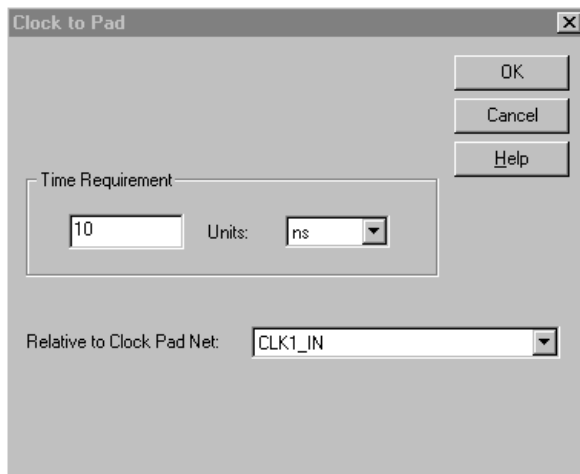 Clock to Pad
OK
Cancel
Help
Time Requirement
10 Units: ns
Relative to Clock Pad Net: CLK1_IN